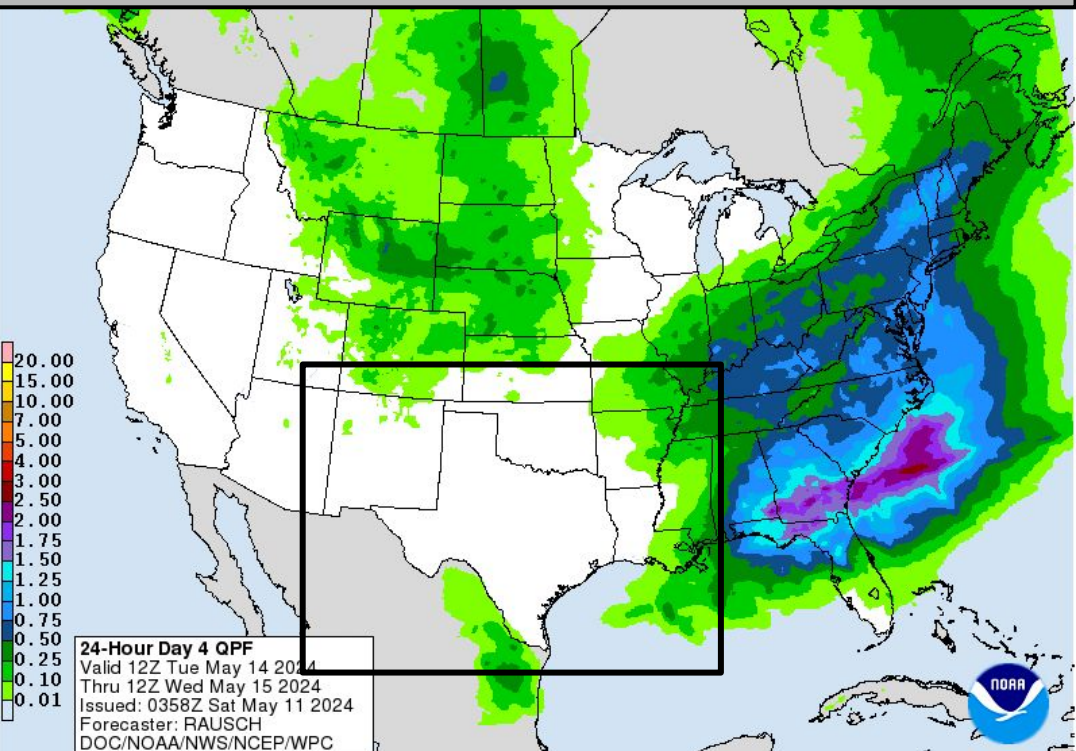 20.00
15.00
10.00
7.00
5.00
4.00
3.00
2.50
2.00
1.75
1.50
1.25
1.00
0.75
0.50
0.25
0.10
0.01
24-Hour Day 4 QPF
Valid 12Z Tue May 14 2024
Thru 12Z Wed May 15 2024
Issued: 0358Z Sat May 11 2024
Forecaster: RAUSCH
DOC/NOAA/NWS/NCEP/WPC
NOAA